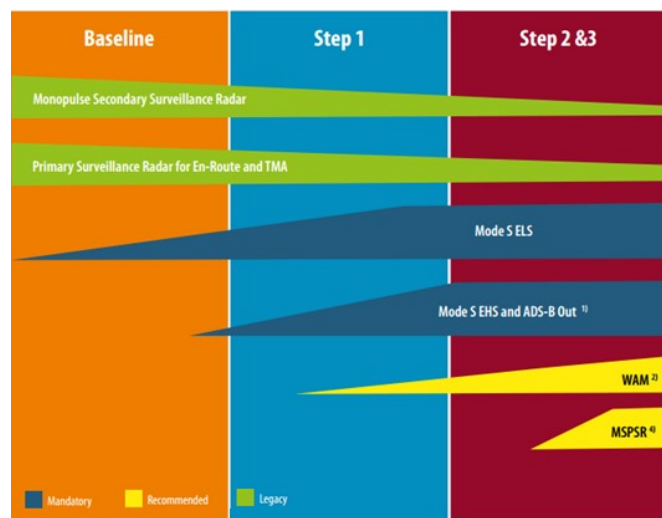 Baseline
Step 1
Step 2 &3
Monopulse Secondary Surveillance Radar
Primary Surveillance Radar for En-Route and TMA
Mode S ELS
Mode S EHS and ADS-B Out 1)
WAM 2)
MSPSR 4)
Mandatory
Recommended
Legacy